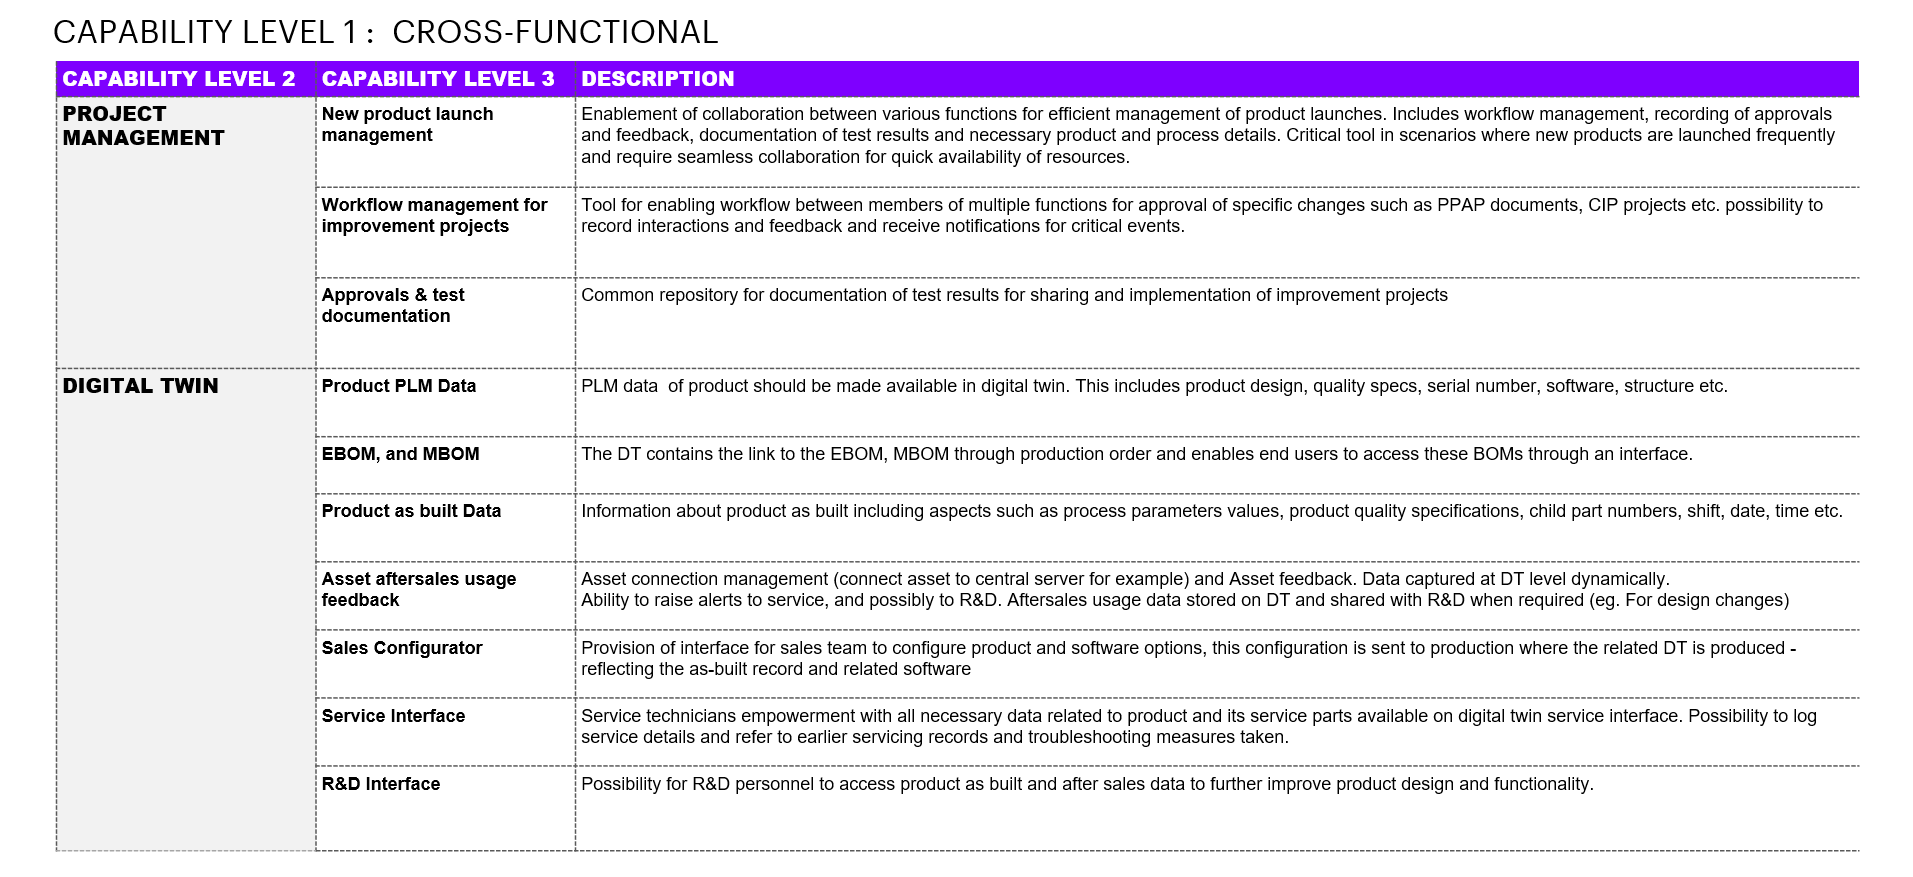 CAPABILITY LEVEL 1 :  CROSS-FUNCTIONAL
CAPABILITY LEVEL 2
CAPABILITY LEVEL 3
DESCRIPTION
PROJECT
MANAGEMENT
New product launch
management
Enablement of collaboration between various functions for efficient management of product launches. Includes workflow management, recording of approvals
and feedback, documentation of test results and necessary product and process details. Critical tool in scenarios where new products are launched frequently
and require seamless collaboration for quick availability of resources.
Workflow management for
improvement projects
Tool for enabling workflow between members of multiple functions for approval of specific changes such as PPAP documents, CIP projects etc. possibility to
record interactions and feedback and receive notifications for critical events.
Approvals & test
documentation
Common repository for documentation of test results for sharing and implementation of improvement projects
DIGITAL TWIN
Product PLM Data
PLM data  of product should be made available in digital twin. This includes product design, quality specs, serial number, software, structure etc.
EBOM, and MBOM
The DT contains the link to the EBOM, MBOM through production order and enables end users to access these BOMs through an interface.
Product as built Data
Information about product as built including aspects such as process parameters values, product quality specifications, child part numbers, shift, date, time etc.
Asset aftersales usage
feedback
Asset connection management (connect asset to central server for example) and Asset feedback. Data captured at DT level dynamically.
Ability to raise alerts to service, and possibly to R&D. Aftersales usage data stored on DT and shared with R&D when required (eg. For design changes)
Sales Configurator
Provision of interface for sales team to configure product and software options, this configuration is sent to production where the related DT is produced -
reflecting the as-built record and related software
Service Interface
Service technicians empowerment with all necessary data related to product and its service parts available on digital twin service interface. Possibility to log
service details and refer to earlier servicing records and troubleshooting measures taken.
R&D Interface
Possibility for R&D personnel to access product as built and after sales data to further improve product design and functionality.